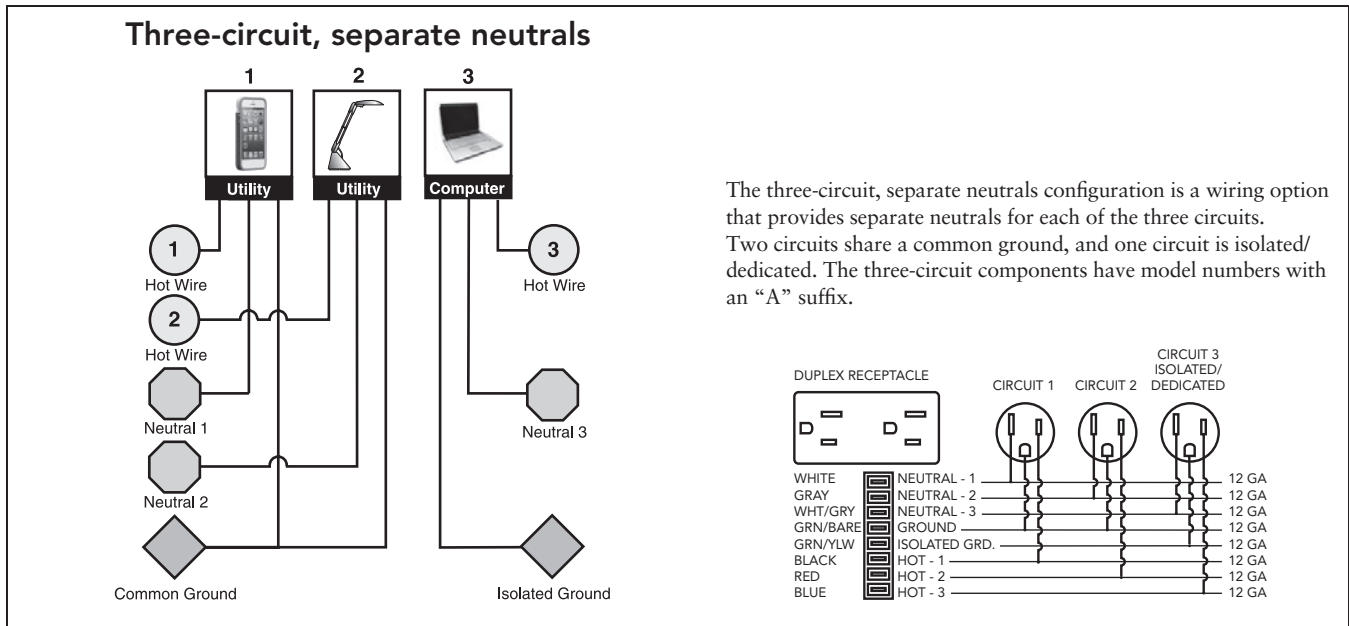 Three-circuit, separate neutrals
1 2 3
Utility Utility Computer
1 3
Hot Wire Hot Wire
2
Hot Wire
Neutral 1 Neutral 3
Neutral 2
Common Ground Isolated Ground
The three-circuit, separate neutrals configuration is a wiring option
that provides separate neutrals for each of the three circuits.
Two circuits share a common ground, and one circuit is isolated/
dedicated. The three-circuit components have model numbers with
an “A” suffix.
DUPLEX RECEPTACLE
CIRCUIT 1
CIRCUIT 2
CIRCUIT 3
ISOLATED/
DEDICATED
WHITE NEUTRAL - 1 12 GA
GRAY NEUTRAL - 2 12 GA
WHT/GRY NEUTRAL - 3 12 GA
GRN/BARE GROUND 12 GA
GRN/YLW ISOLATED GRD. 12 GA
BLACK HOT - 1 12 GA
RED HOT - 2 12 GA
BLUE HOT - 3 12 GA